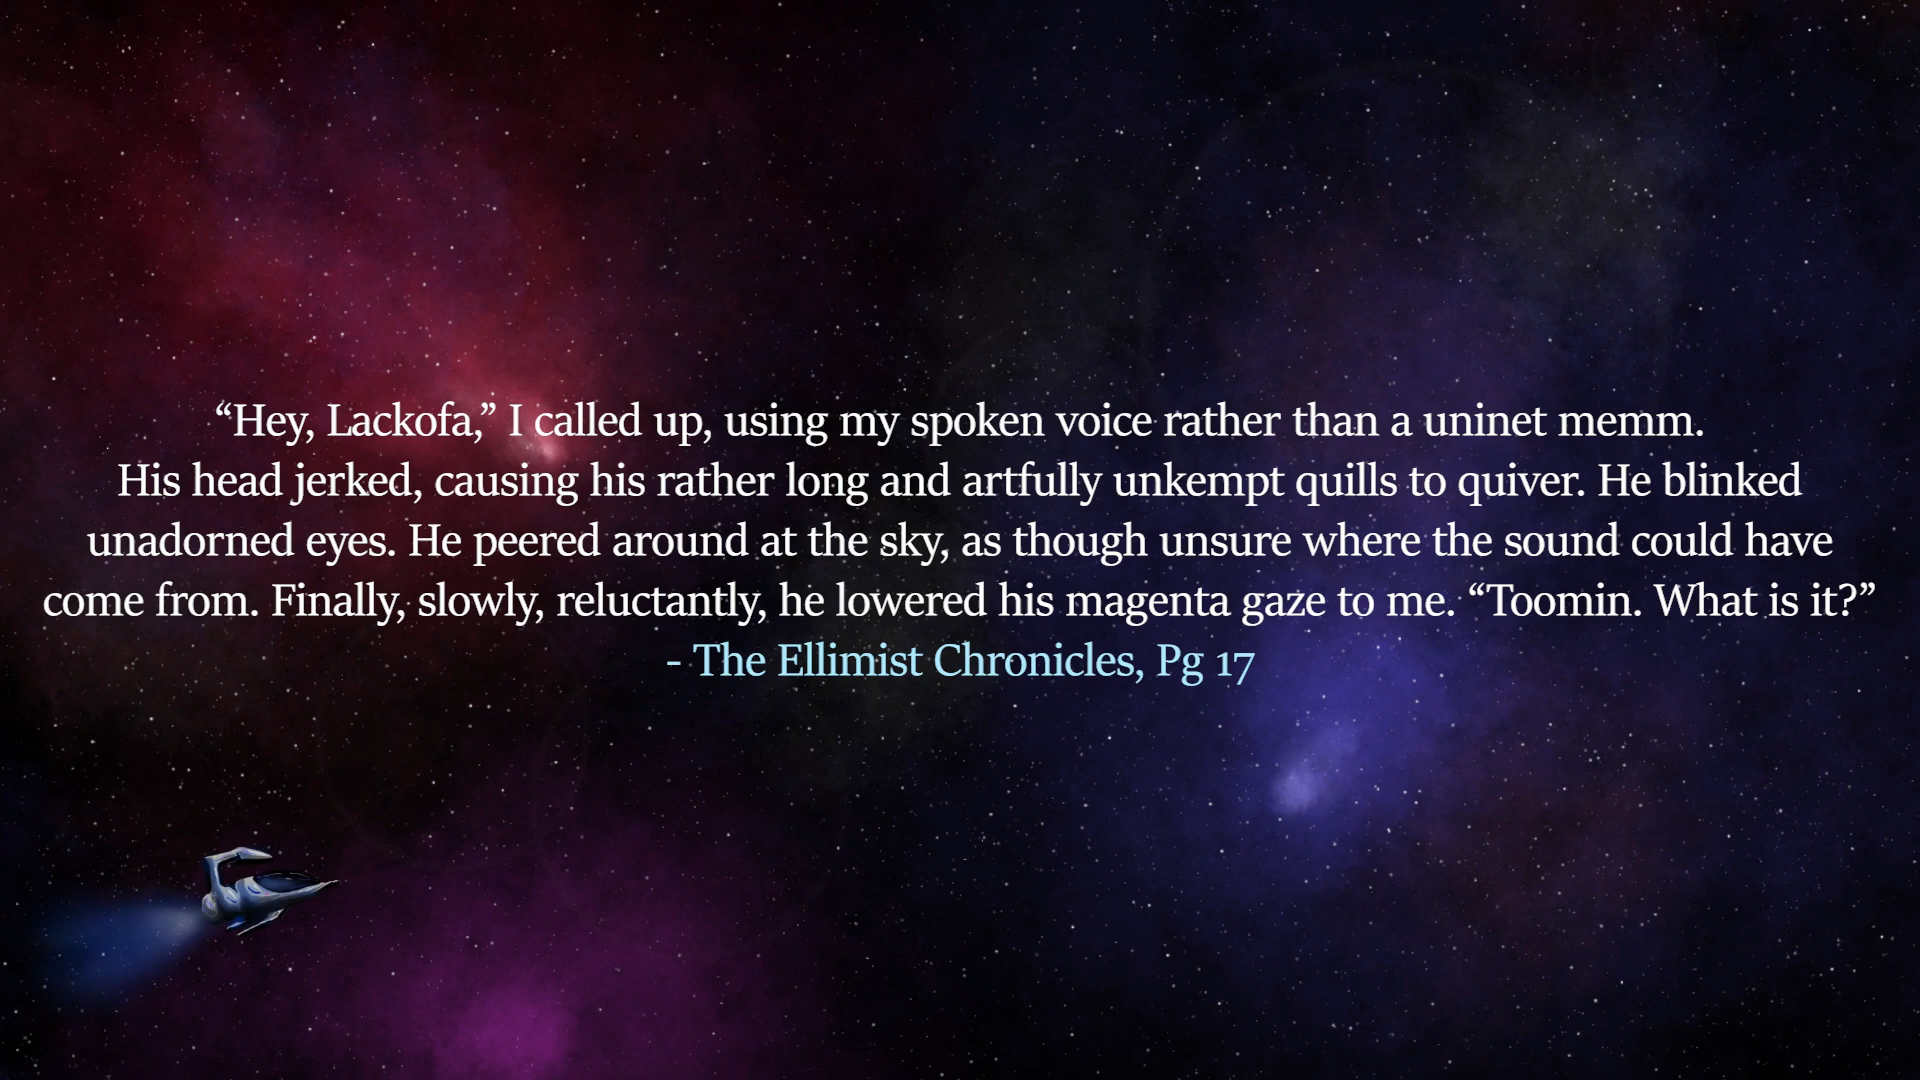 “Hey, Lackofa,” I called up, using my spoken voice rather than a uninet memm.
His head jerked, causing his rather long and artfully unkempt quills to quiver. He blinked
unadorned eyes. He peered around at the sky, as though unsure where the sound could have
come from. Finally, slowly, reluctantly, he lowered his magenta gaze to me. “Toomin. What is it?”
- The Ellimist Chronicles, Pg 17